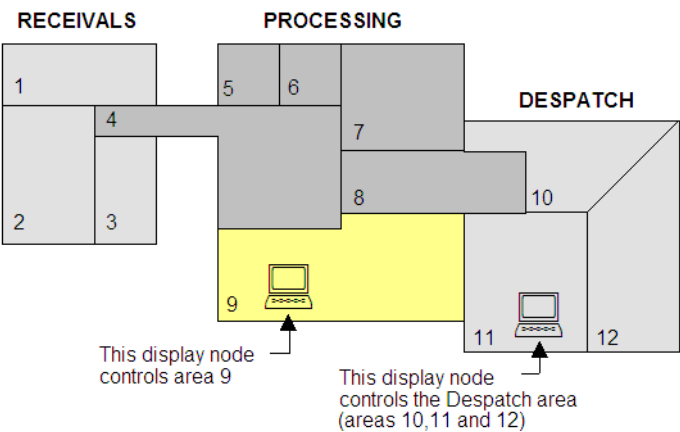 RECEIVALS
PROCESSING
DESPATCH
1
2
3
4
5
6
7
8
9
10
11
12
This display node
controls area 9
This display node
controls the Despatch area
(areas 10,11 and 12)